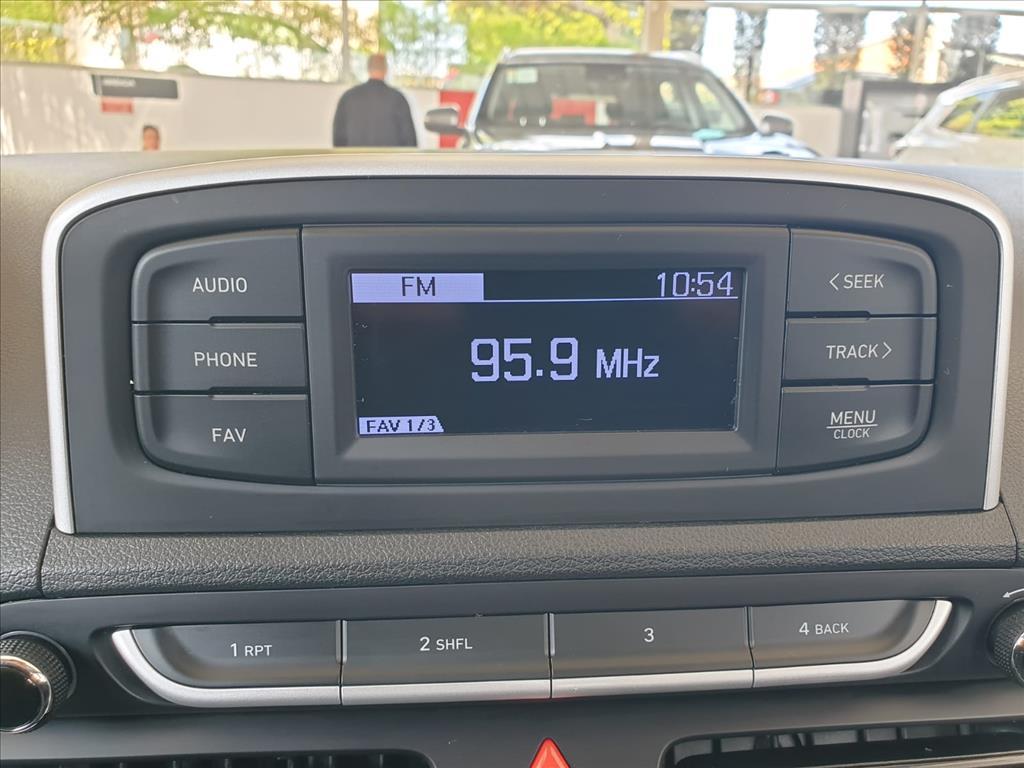 AUDIO
PHONE
FAV
FM 10:54
95.9 MHz
FAV 1/3
<SEEK
TRACK>
MENU
CLOCK
1 RPT
2 SHFL
3
4 BACK